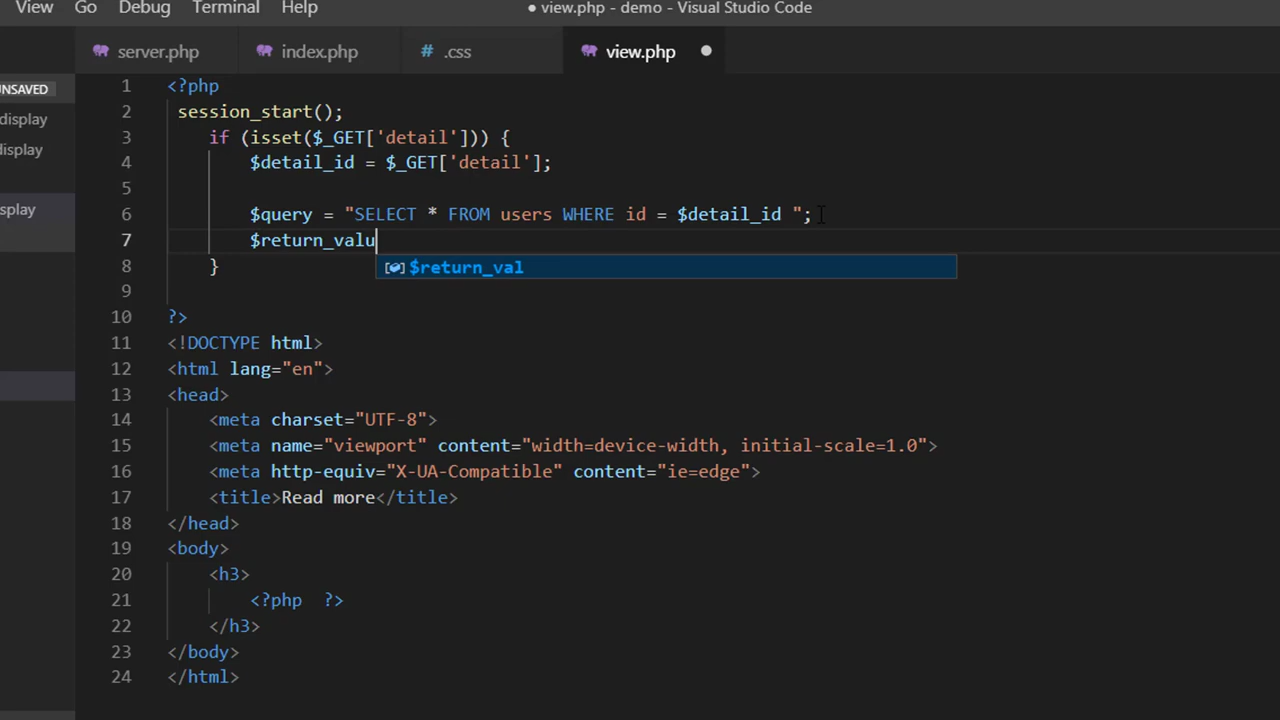 View Go Debug Terminal Help ● view.php - demo - Visual Studio Code
server.php index.php # .css view.php ●
UNSAVED
display
display
splay
1 <?php
2 session_start();
3 if (isset($_GET['detail'])) {
4 $detail_id = $_GET['detail'];
5
6 $query = "SELECT * FROM users WHERE id = $detail_id ";
7 $return_valu
$return_val
8 }
9
10 ?>
11 <!DOCTYPE html>
12 <html lang="en">
13 <head>
14 <meta charset="UTF-8">
15 <meta name="viewport" content="width=device-width, initial-scale=1.0">
16 <meta http-equiv="X-UA-Compatible" content="ie=edge">
17 <title>Read more</title>
18 </head>
19 <body>
20 <h3>
21 <?php  ?>
22 </h3>
23 </body>
24 </html>